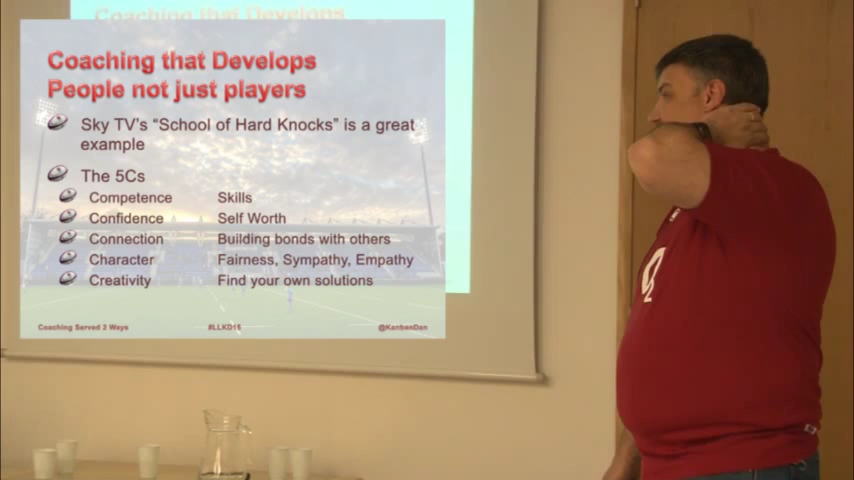 Coaching that Develops
Coaching that Develops
People not just players
Sky TV's "School of Hard Knocks" is a great
example
The 5Cs
Competence Skills
Confidence Self Worth
Connection Building bonds with others
Character Fairness, Sympathy, Empathy
Creativity Find your own solutions
Coaching Served 2 Ways #LLKD16 @KanbanDan
O2